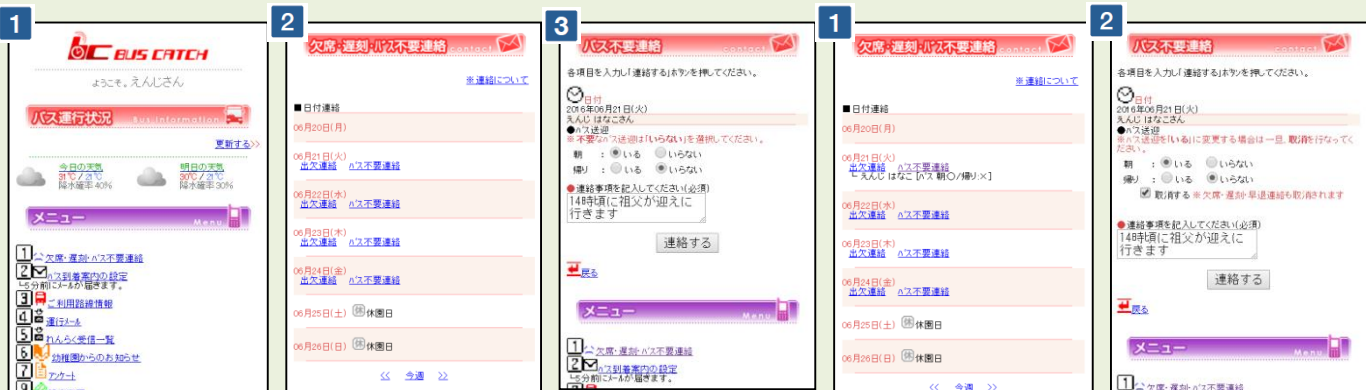 1
BUS CATCH
ようこそ。えんじさん
バス運行状況 Bus information
更新する>>
今日の天気
31℃/21℃
降水確率40%
明日の天気
30℃/21℃
降水確率30%
メニュー Menu
1 欠席・遅刻・バス不要連絡
2 バス到着案内の設定
└5分前にメールが届きます。
3 ご利用路線情報
4 運行メール
5 れんらく受信一覧
6 幼稚園からのお知らせ
7 アンケート
2
欠席・遅刻・バス不要連絡 contact
※連絡について
■日付連絡
06月20日(月)
06月21日(火)
出欠連絡 バス不要連絡
06月22日(水)
出欠連絡 バス不要連絡
06月23日(木)
出欠連絡 バス不要連絡
06月24日(金)
出欠連絡 バス不要連絡
06月25日(土) 休 休園日
06月26日(日) 休 休園日
<< 今週 >>
3
バス不要連絡 contact
各項目を入力し「連絡する」ボタンを押してください。
日付
2016年06月21日(火)
えんじ はなこさん
●バス送迎
※不要なバス送迎は「いらない」を選択してください。
朝 : いる いらない
帰り : いる いらない
●連絡事項を記入してください(必須)
14時頃に祖父が迎えに
行きます
連絡する
戻る
メニュー Menu
1 欠席・遅刻・バス不要連絡
2 バス到着案内の設定
└5分前にメールが届きます。
1
欠席・遅刻・バス不要連絡 contact
※連絡について
■日付連絡
06月20日(月)
06月21日(火)
出欠連絡 バス不要連絡
└ えんじ はなこ [バス 朝○/帰り:×]
06月22日(水)
出欠連絡 バス不要連絡
06月23日(木)
出欠連絡 バス不要連絡
06月24日(金)
出欠連絡 バス不要連絡
06月25日(土) 休 休園日
06月26日(日) 休 休園日
<< 今週 >>
2
バス不要連絡 contact
各項目を入力し「連絡する」ボタンを押してください。
日付
2016年06月21日(火)
えんじ はなこさん
●バス送迎
※バス送迎を「いる」に変更する場合は一旦、取消を行なってく
ださい。
朝 : いる いらない
帰り : いる いらない
取消する ※欠席・遅刻・早退連絡も取消されます
●連絡事項を記入してください(必須)
14時頃に祖父が迎えに
行きます
連絡する
戻る
メニュー Menu
1 欠席・遅刻・バス不要連絡